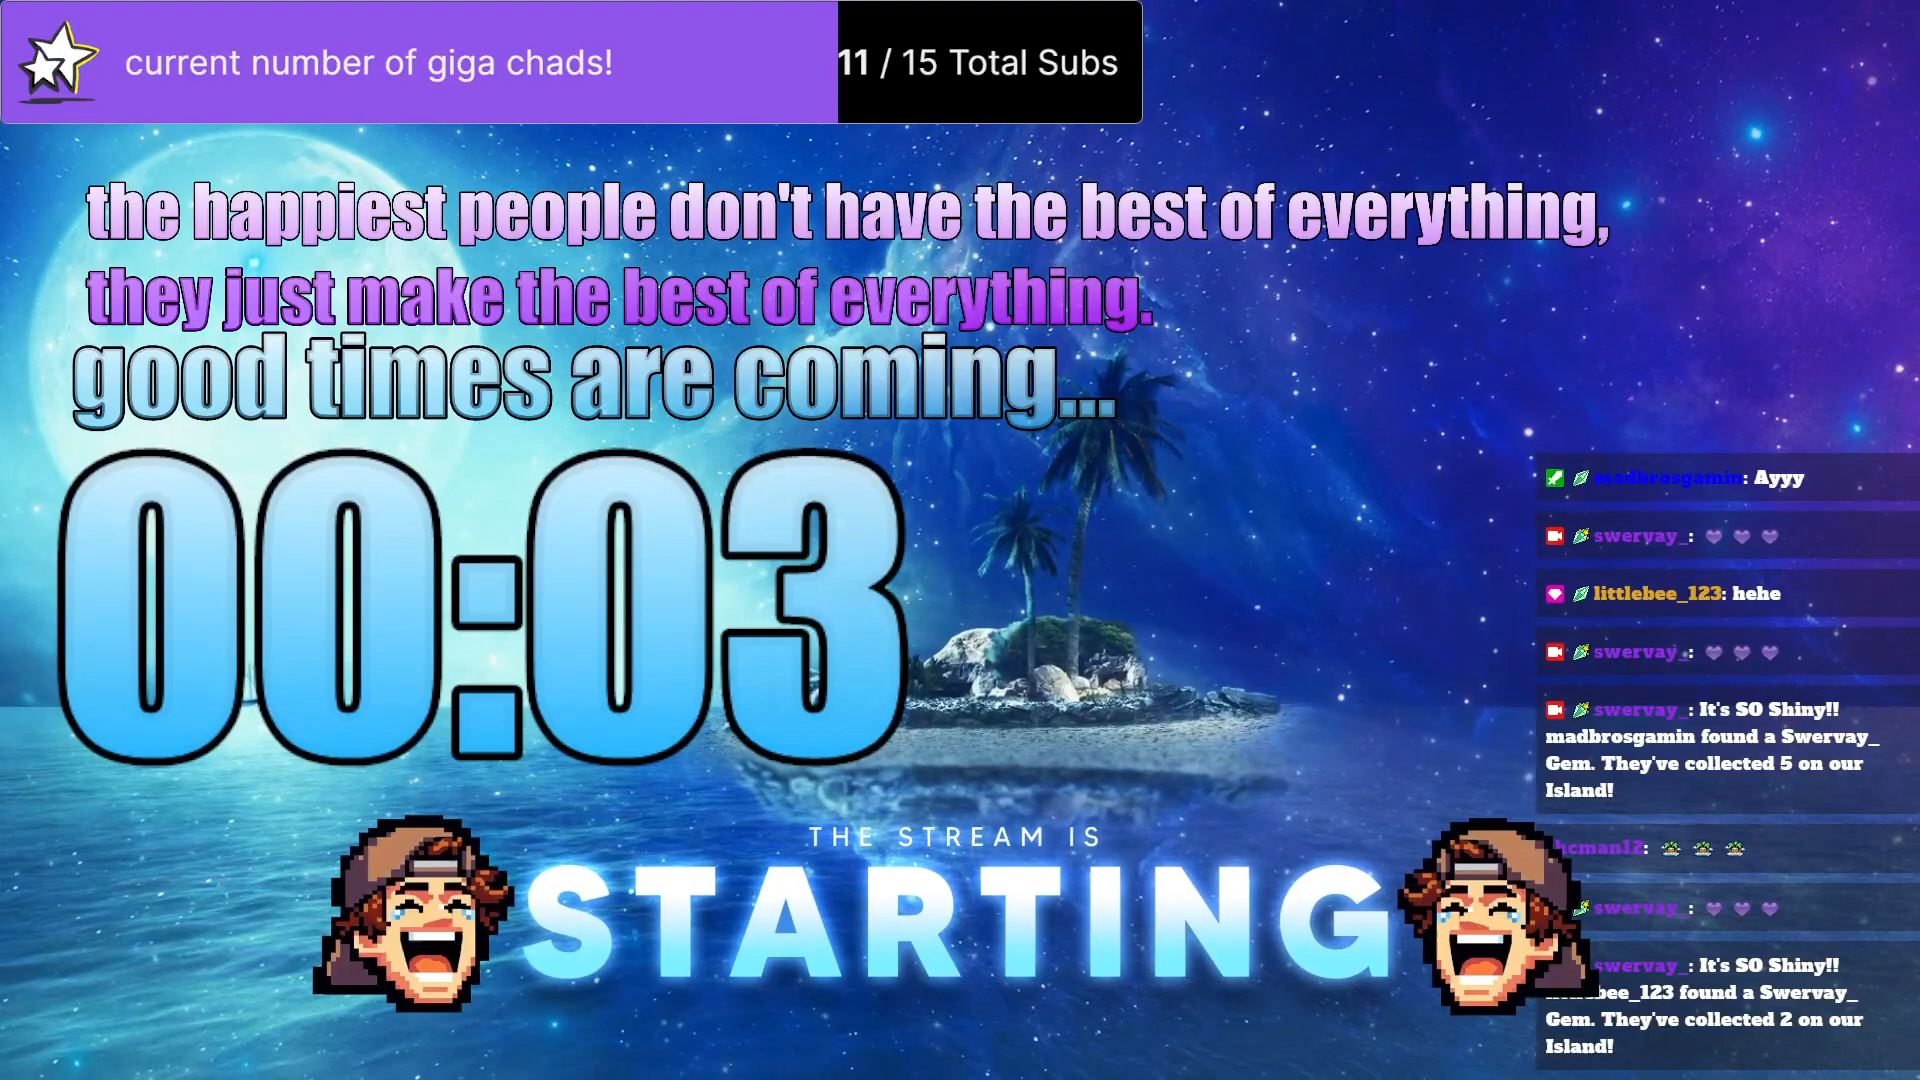 current number of giga chads!
11 / 15 Total Subs
the happiest people don't have the best of everything,
they just make the best of everything.
good times are coming...
00:03
madbrosgamin: Ayyy
swervay_: 💜 💜 💜
littlebee_123: hehe
swervay_: 💜 💜 💜
swervay_: It's SO Shiny!!
madbrosgamin found a Swervay_
Gem. They've collected 5 on our
Island!
hcman12:
swervay_: 💜 💜 💜
swervay_: It's SO Shiny!!
bee_123 found a Swervay_
Gem. They've collected 2 on our
Island!
THE STREAM IS
STARTING